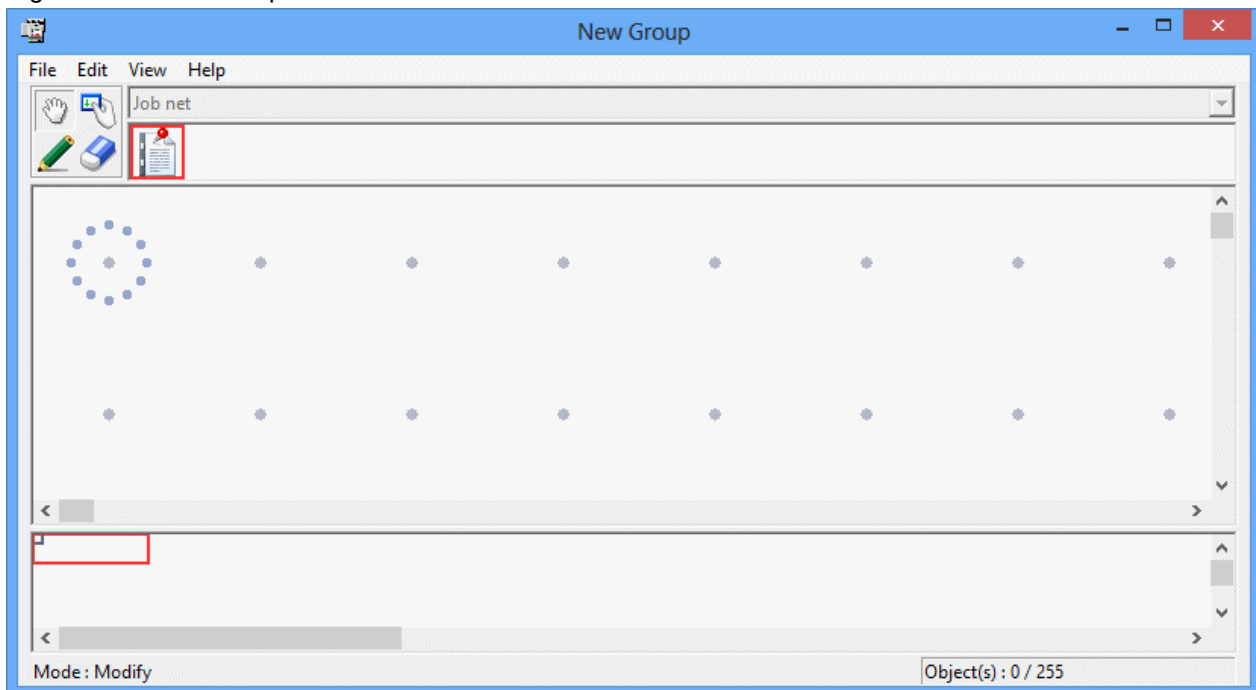 New Group
File Edit View Help
Job net
Mode : Modify
Object(s) : 0 / 255